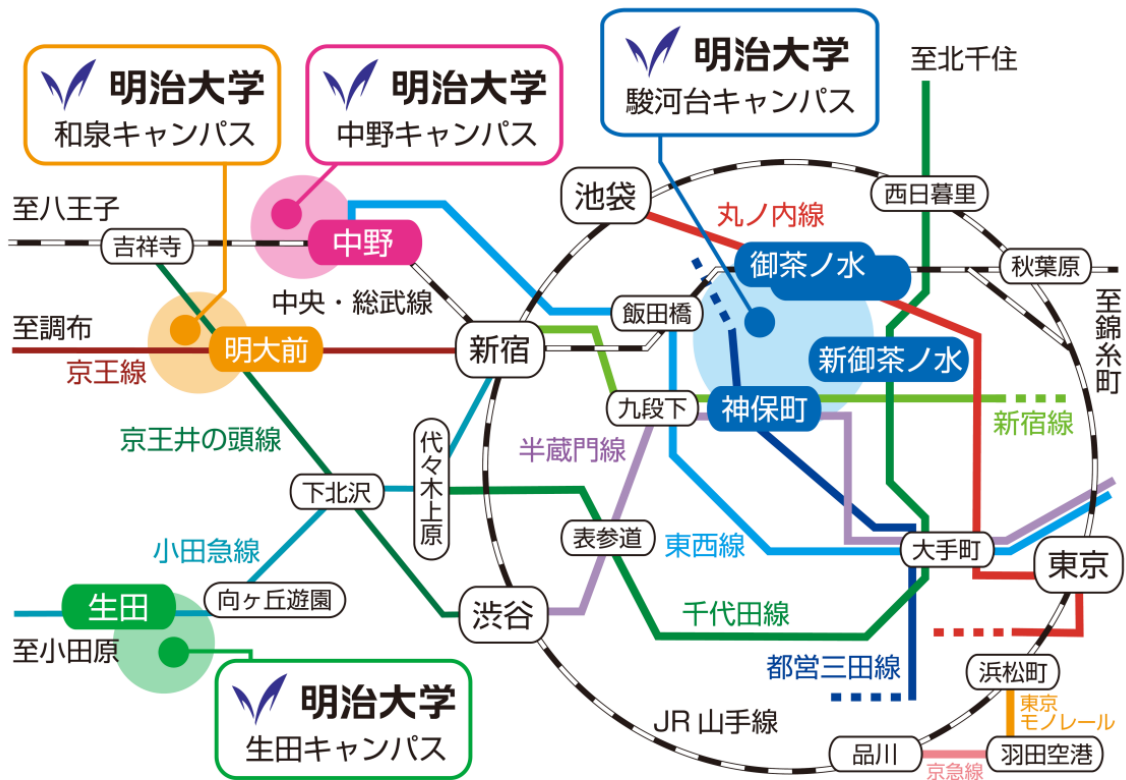 明治大学
和泉キャンパス
明治大学
中野キャンパス
明治大学
駿河台キャンパス
至北千住
至八王子
吉祥寺
中野
池袋
丸ノ内線
西日暮里
御茶ノ水
秋葉原
中央・総武線
飯田橋
至錦糸町
至調布
京王線
明大前
新宿
新御茶ノ水
九段下
神保町
新宿線
京王井の頭線
代々木上原
半蔵門線
下北沢
表参道
東西線
大手町
東京
小田急線
生田
向ヶ丘遊園
渋谷
千代田線
至小田原
都営三田線
浜松町
明治大学
生田キャンパス
JR山手線
東京
モノレール
品川
京急線
羽田空港